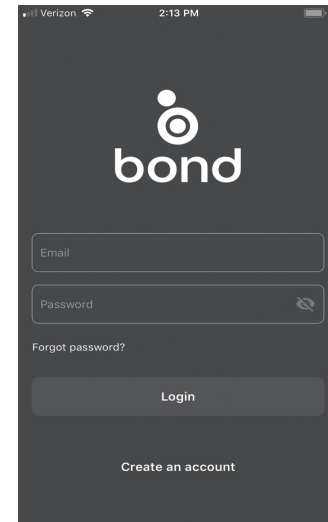 Verizon
2:13 PM
bond
Email
Password
Forgot password?
Login
Create an account